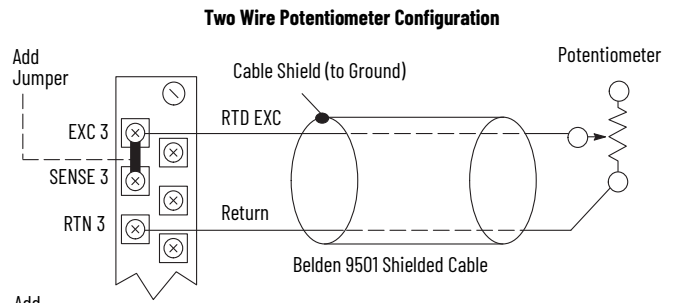 Two Wire Potentiometer Configuration
Add
Jumper
Potentiometer
Cable Shield (to Ground)
RTD EXC
EXC 3
SENSE 3
RTN 3
Return
Belden 9501 Shielded Cable
Add